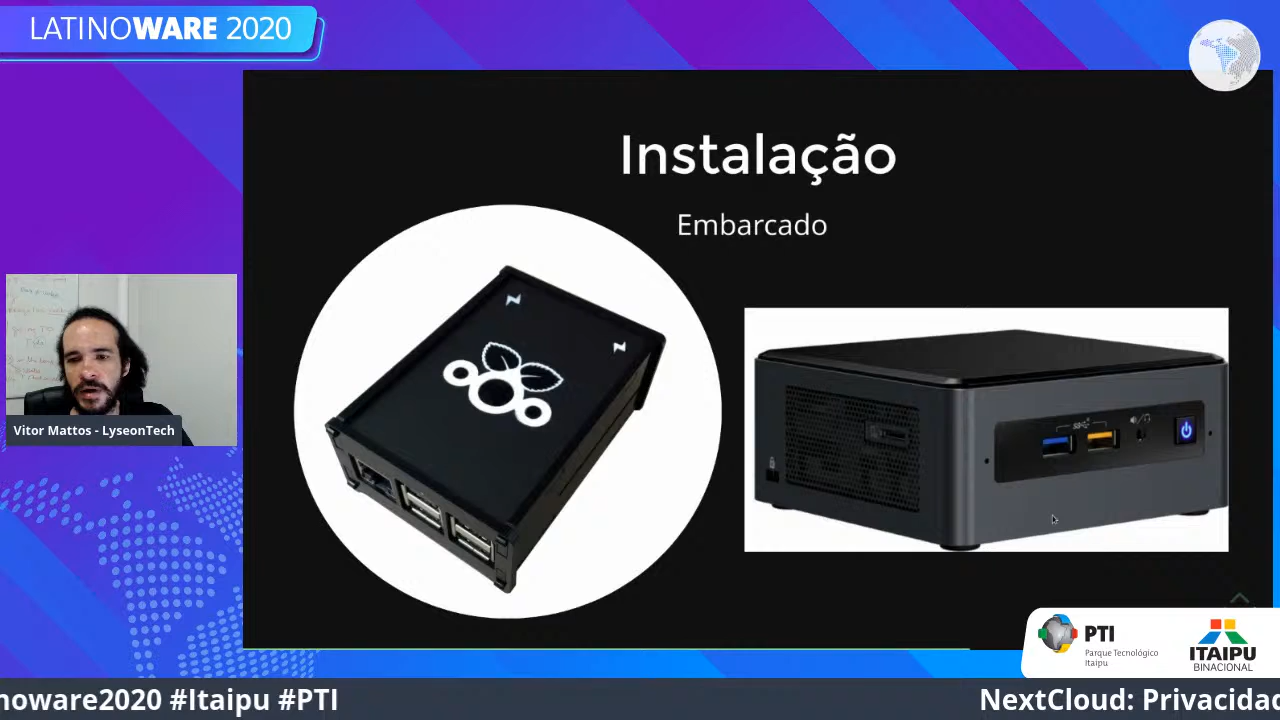 LATINOWARE 2020
Instalação
Embarcado
Vitor Mattos - LyseonTech
PTI
Parque Tecnológico
Itaipu
ITAIPU
BINACIONAL
noware2020 #Itaipu #PTI
NextCloud: Privacidad